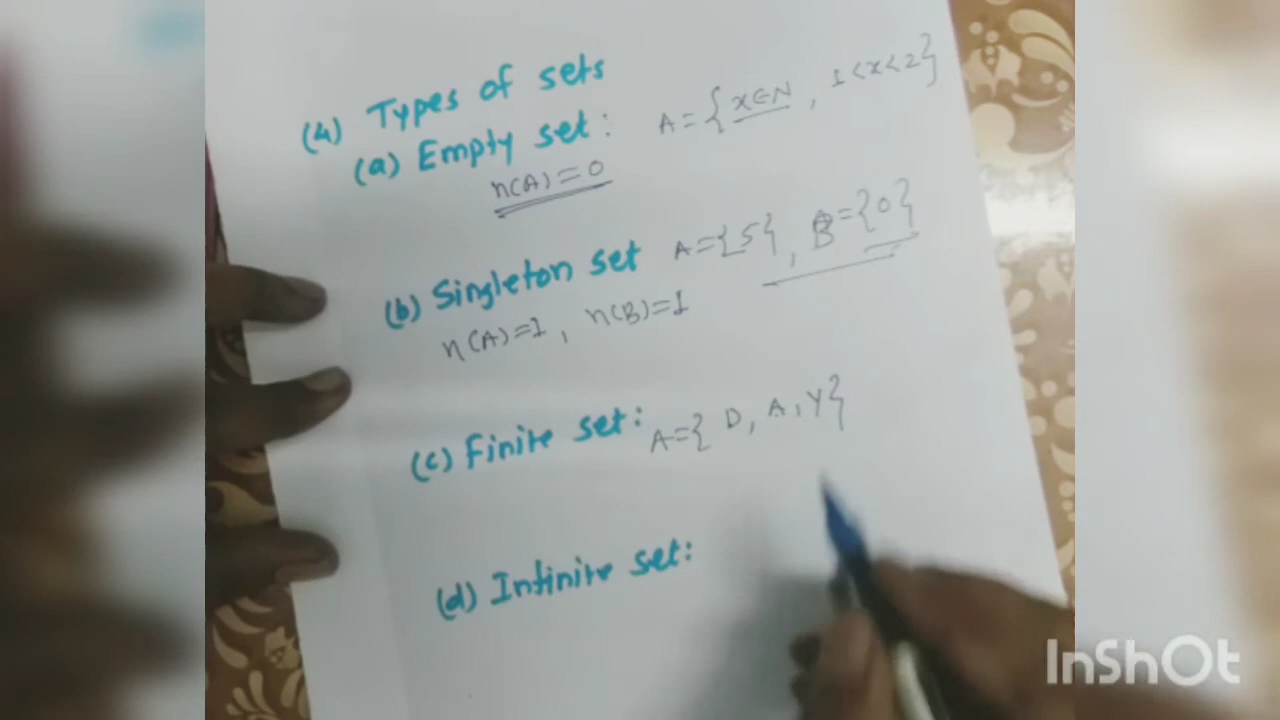 (4) Types of sets
(a) Empty set: A={x∈N, 1<x<2}
n(A)=0
(b) Singleton set A={5}, B={0}
n(A)=1, n(B)=1
(c) Finite set: A={D, A, Y}
(d) Infinite set:
InShOt